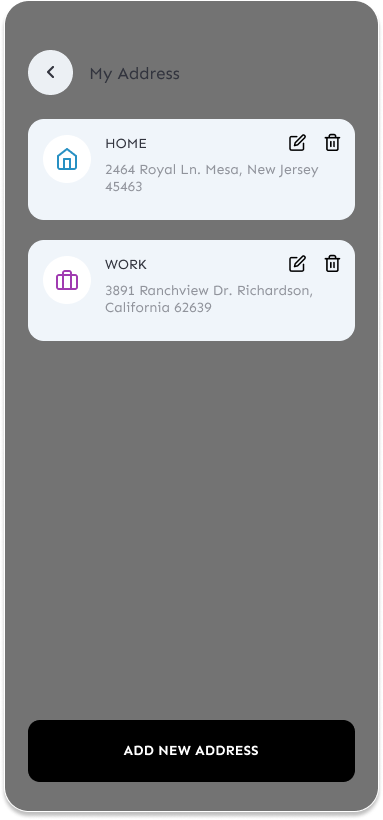 My Address
HOME
2464 Royal Ln. Mesa, New Jersey
45463
WORK
3891 Ranchview Dr. Richardson,
California 62639
ADD NEW ADDRESS